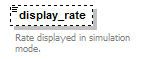 display_rate
Rate displayed in simulation
mode.